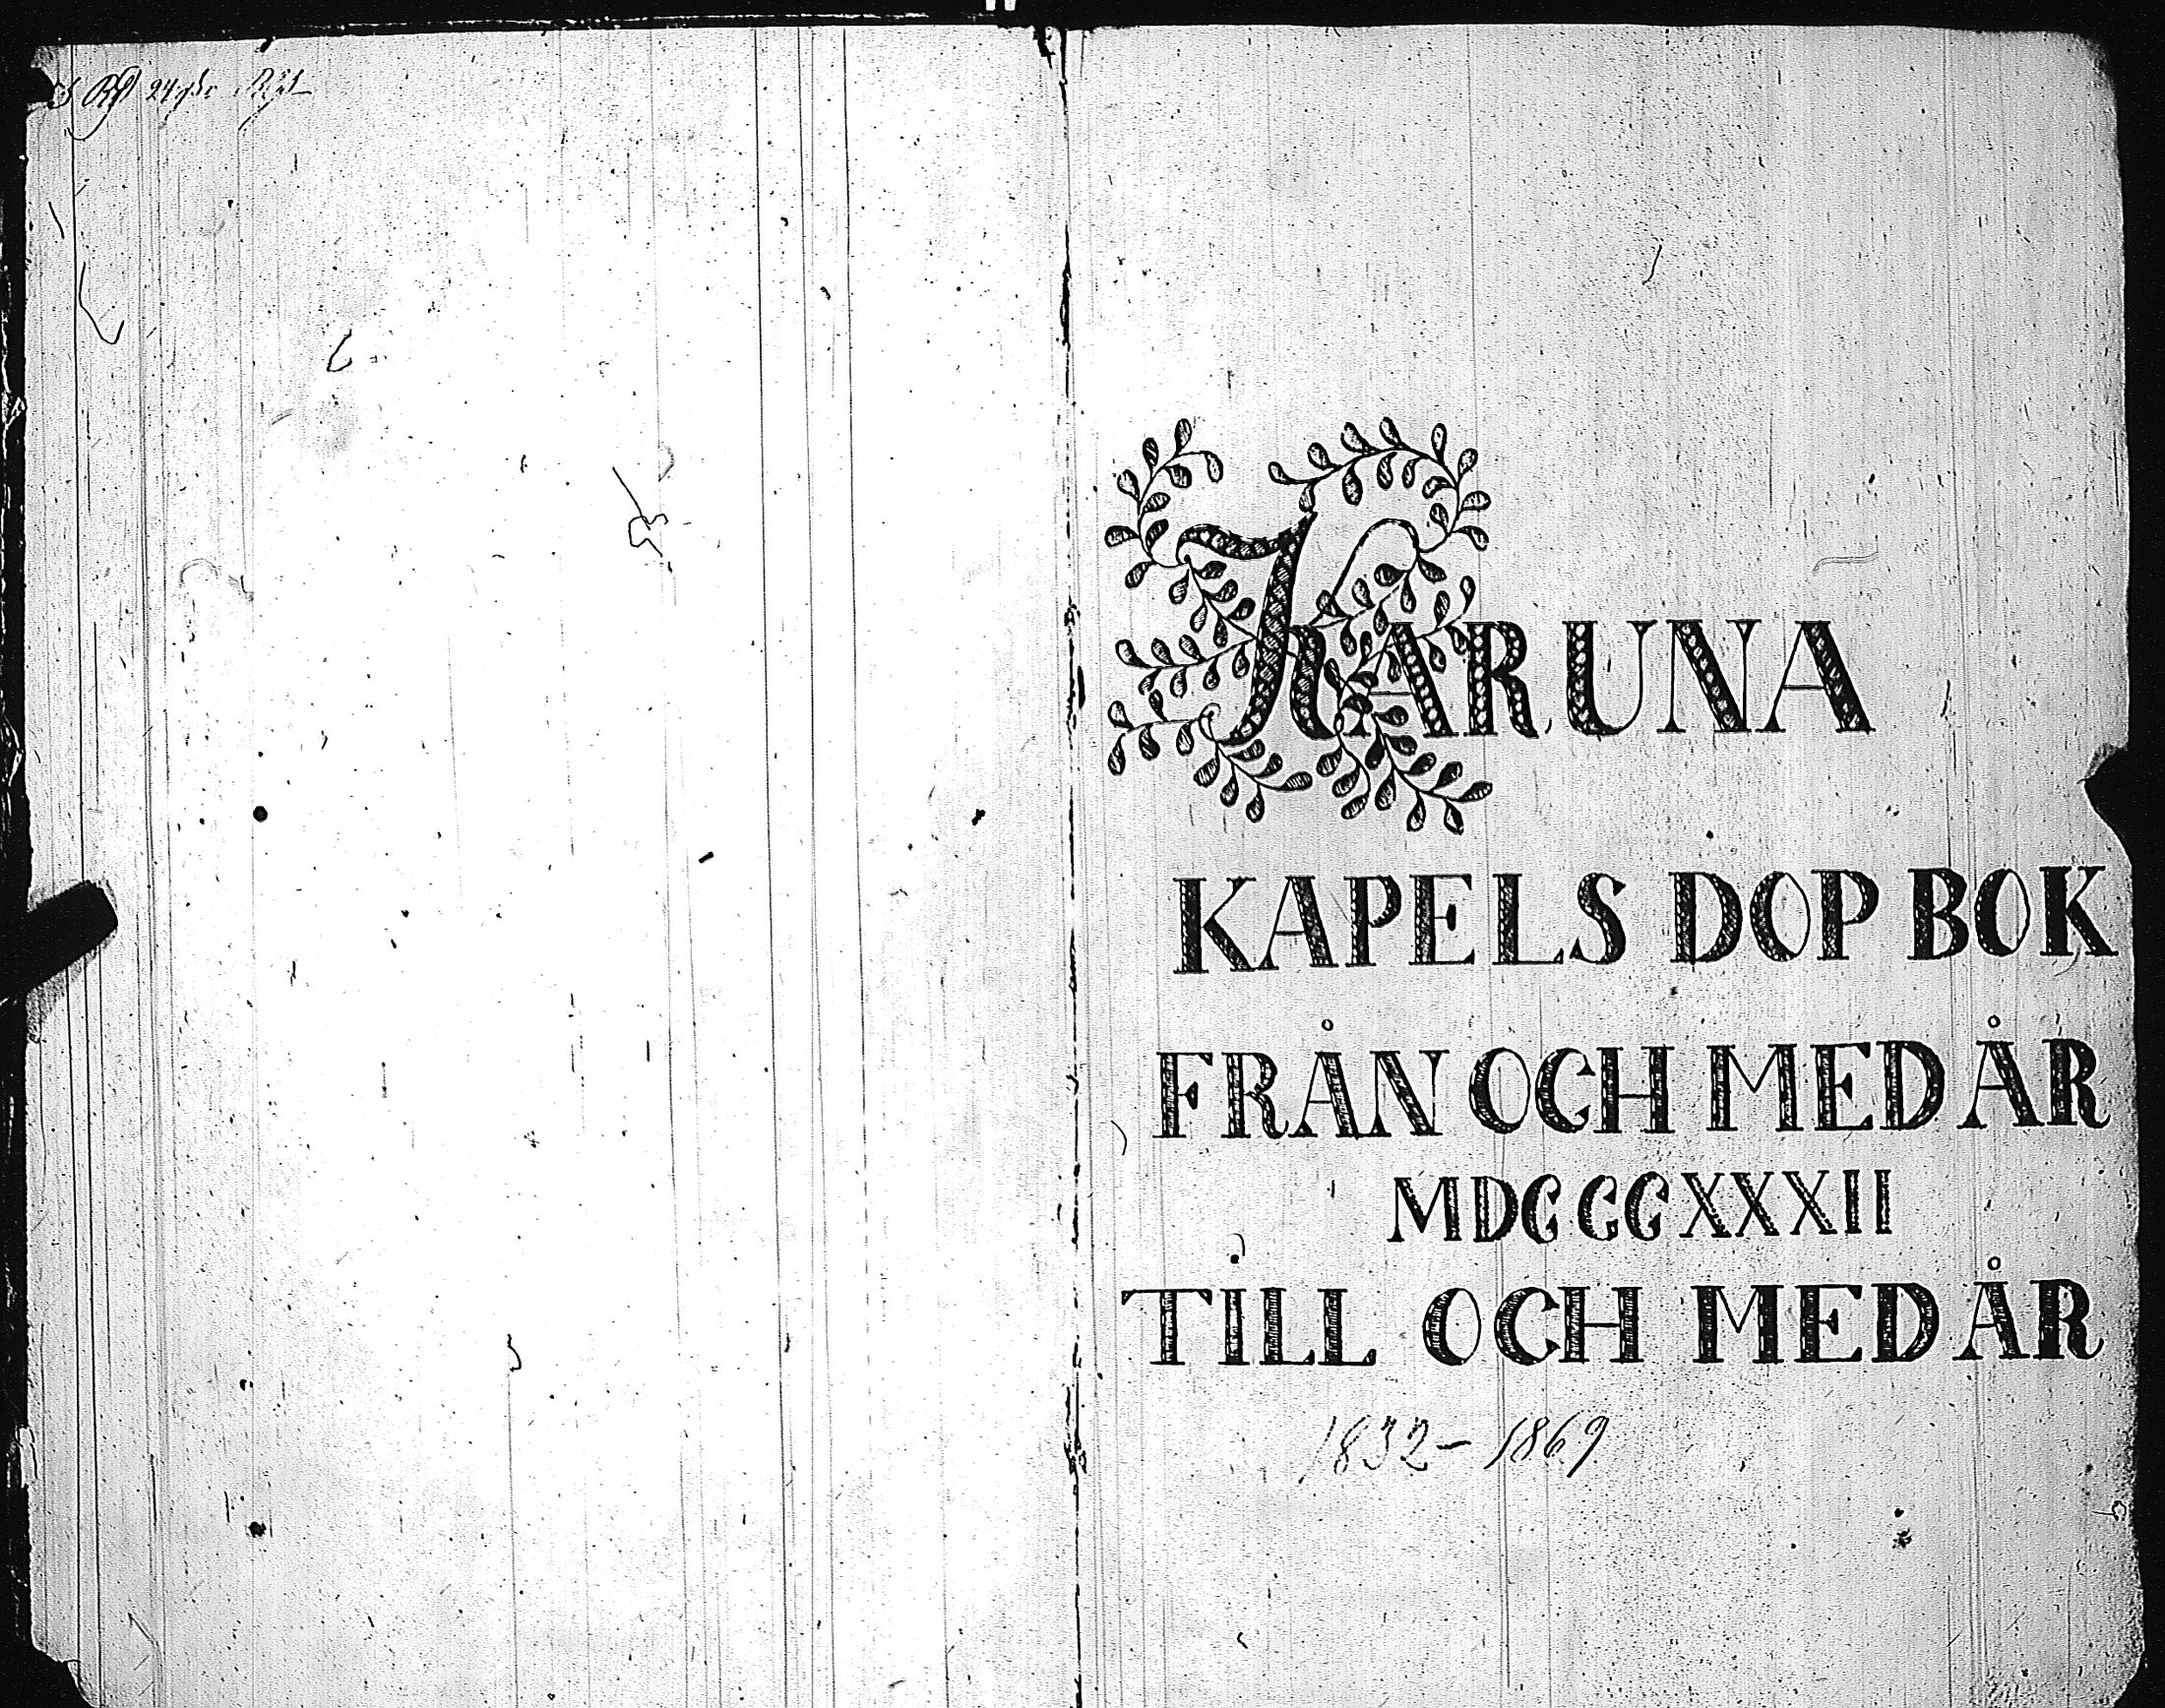 KARUNA
KAPELS DOP BOK
FRÅN OCH MED ÅR
MDCCCXXXII
TILL OCH MED ÅR
1832-1869